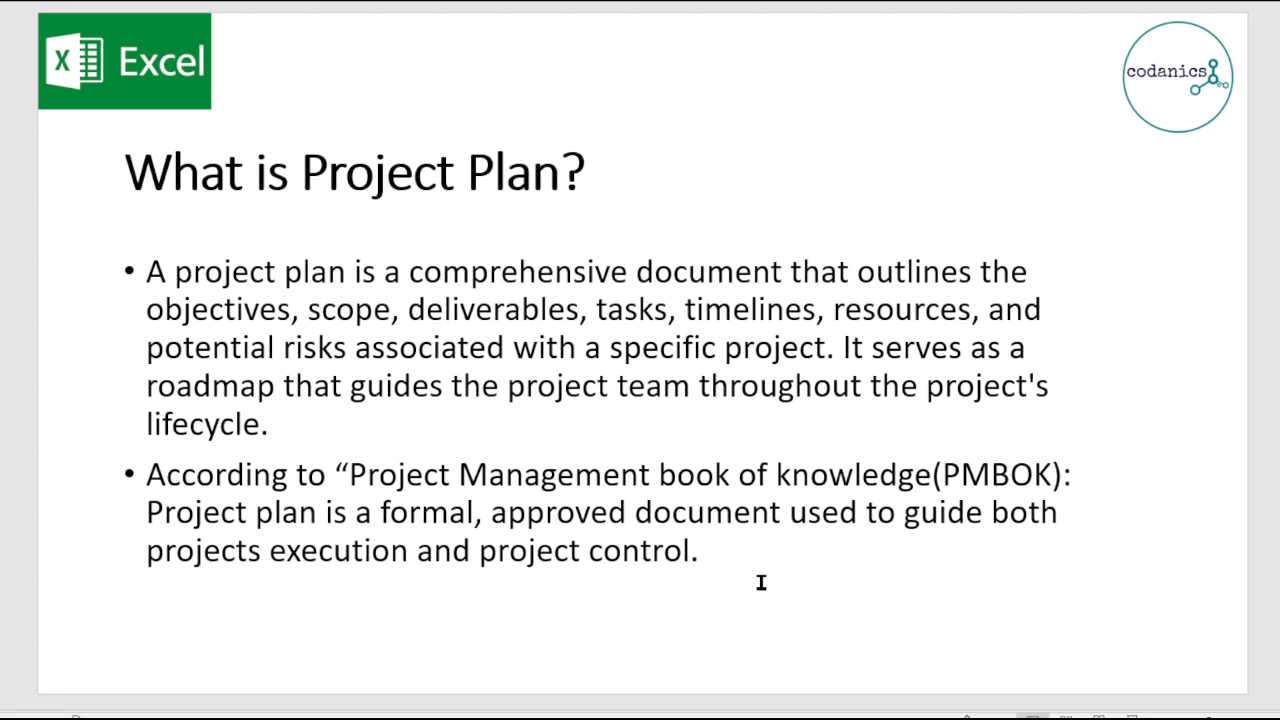 X Excel
codanics
What is Project Plan?
• A project plan is a comprehensive document that outlines the
objectives, scope, deliverables, tasks, timelines, resources, and
potential risks associated with a specific project. It serves as a
roadmap that guides the project team throughout the project's
lifecycle.
• According to “Project Management book of knowledge(PMBOK):
Project plan is a formal, approved document used to guide both
projects execution and project control.